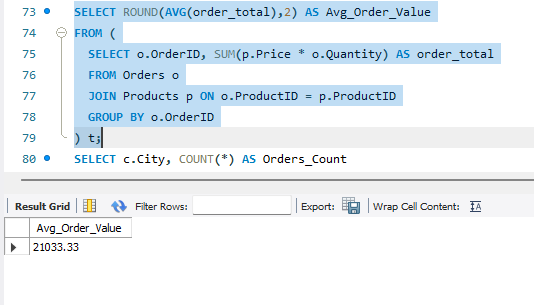 73 SELECT ROUND(AVG(order_total),2) AS Avg_Order_Value
74 FROM (
75 SELECT o.OrderID, SUM(p.Price * o.Quantity) AS order_total
76 FROM Orders o
77 JOIN Products p ON o.ProductID = p.ProductID
78 GROUP BY o.OrderID
79 ) t;
80 SELECT c.City, COUNT(*) AS Orders_Count
Result Grid Filter Rows: Export: Wrap Cell Content: IA
Avg_Order_Value
21033.33